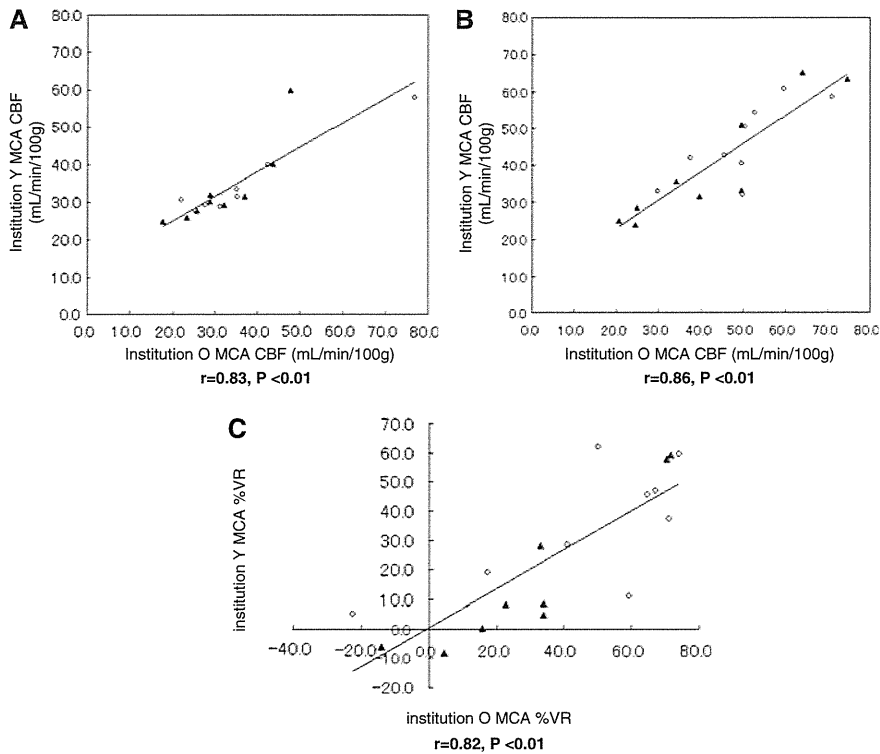 A
80.0
70.0
60.0
50.0
40.0
30.0
20.0
10.0
0.0
Institution Y MCA CBF
(mL/min/100g)
0.0 10.0 20.0 30.0 40.0 50.0 60.0 70.0 80.0
Institution O MCA CBF (mL/min/100g)
r=0.83, P <0.01
B
80.0
70.0
60.0
50.0
40.0
30.0
20.0
10.0
0.0
Institution Y MCA CBF
(mL/min/100g)
0.0 10.0 20.0 30.0 40.0 50.0 60.0 70.0 80.0
Institution O MCA CBF (mL/min/100g)
r=0.86, P <0.01
C
70.0
60.0
50.0
40.0
30.0
20.0
10.0
0.0
-10.0
-20.0
institution Y MCA %VR
-40.0 -20.0 0.0 20.0 40.0 60.0 80.0
institution O MCA %VR
r=0.82, P <0.01